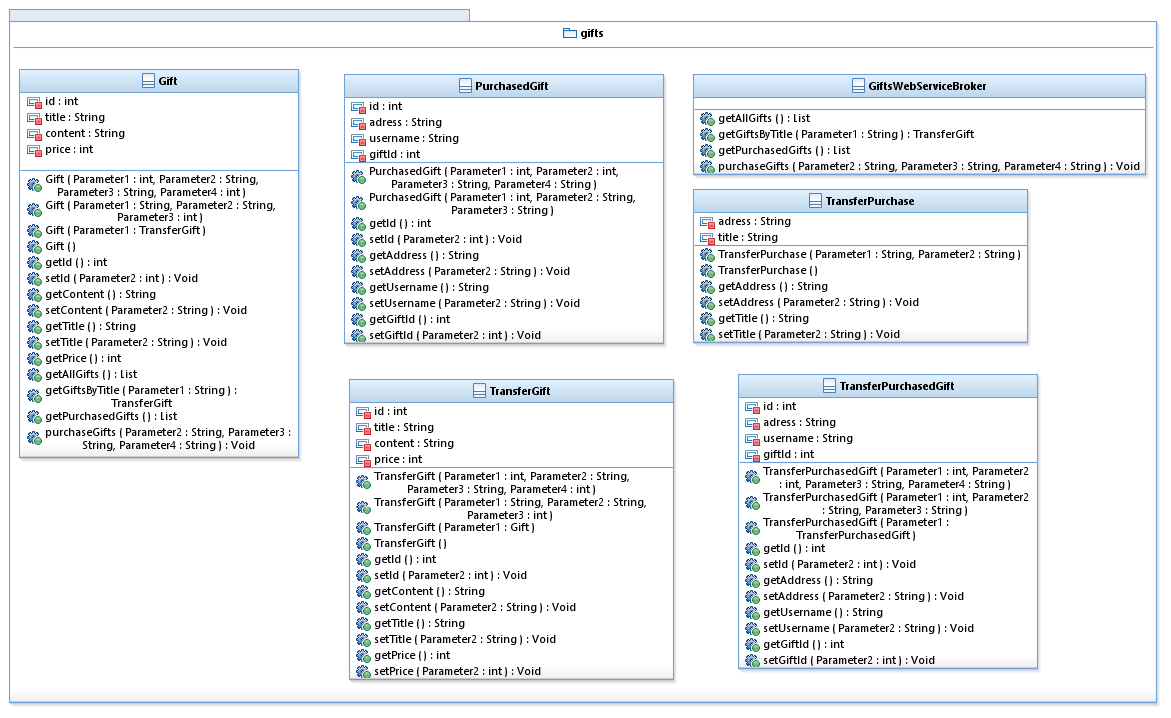 gifts
Gift
id : int
title : String
content : String
price : int
Gift ( Parameter1 : int, Parameter2 : String,
Parameter3 : String, Parameter4 : int )
Gift ( Parameter1 : String, Parameter2 : String,
Parameter3 : int )
Gift ( Parameter1 : TransferGift )
Gift ( )
getId ( ) : int
setId ( Parameter2 : int ) : Void
getContent ( ) : String
setContent ( Parameter2 : String ) : Void
getTitle ( ) : String
setTitle ( Parameter2 : String ) : Void
getPrice ( ) : int
getAllGifts ( ) : List
getGiftsByTitle ( Parameter1 : String ) :
TransferGift
getPurchasedGifts ( ) : List
purchaseGifts ( Parameter2 : String, Parameter3 :
String, Parameter4 : String ) : Void
PurchasedGift
id : int
adress : String
username : String
giftId : int
PurchasedGift ( Parameter1 : int, Parameter2 : int,
Parameter3 : String, Parameter4 : String )
PurchasedGift ( Parameter1 : int, Parameter2 : String,
Parameter3 : String )
getId ( ) : int
setId ( Parameter2 : int ) : Void
getAddress ( ) : String
setAddress ( Parameter2 : String ) : Void
getUsername ( ) : String
setUsername ( Parameter2 : String ) : Void
getGiftId ( ) : int
setGiftId ( Parameter2 : int ) : Void
GiftsWebServiceBroker
getAllGifts ( ) : List
getGiftsByTitle ( Parameter1 : String ) : TransferGift
getPurchasedGifts ( ) : List
purchaseGifts ( Parameter2 : String, Parameter3 : String, Parameter4 : String ) : Void
TransferPurchase
adress : String
title : String
TransferPurchase ( Parameter1 : String, Parameter2 : String )
TransferPurchase ( )
getAddress ( ) : String
setAddress ( Parameter2 : String ) : Void
getTitle ( ) : String
setTitle ( Parameter2 : String ) : Void
TransferGift
id : int
title : String
content : String
price : int
TransferGift ( Parameter1 : int, Parameter2 : String,
Parameter3 : String, Parameter4 : int )
TransferGift ( Parameter1 : String, Parameter2 : String,
Parameter3 : int )
TransferGift ( Parameter1 : Gift )
TransferGift ( )
getId ( ) : int
setId ( Parameter2 : int ) : Void
getContent ( ) : String
setContent ( Parameter2 : String ) : Void
getTitle ( ) : String
setTitle ( Parameter2 : String ) : Void
getPrice ( ) : int
setPrice ( Parameter2 : int ) : Void
TransferPurchasedGift
id : int
adress : String
username : String
giftId : int
TransferPurchasedGift ( Parameter1 : int, Parameter2
: int, Parameter3 : String, Parameter4 : String )
TransferPurchasedGift ( Parameter1 : int, Parameter2
: String, Parameter3 : String )
TransferPurchasedGift ( Parameter1 :
TransferPurchasedGift )
getId ( ) : int
setId ( Parameter2 : int ) : Void
getAddress ( ) : String
setAddress ( Parameter2 : String ) : Void
getUsername ( ) : String
setUsername ( Parameter2 : String ) : Void
getGiftId ( ) : int
setGiftId ( Parameter2 : int ) : Void